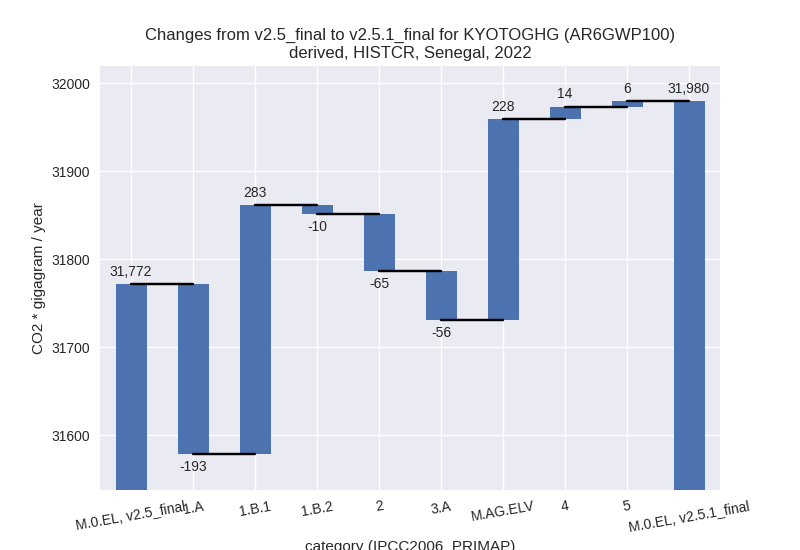 Changes from v2.5_final to v2.5.1_final for KYOTOGHG (AR6GWP100)
derived, HISTCR, Senegal, 2022
CO2 * gigagram / year
32000
31900
31800
31700
31600
31,772
-193
283
-10
-65
-56
228
14
6
31,980
M.0.EL, v2.5_final
1.A
1.B.1
1.B.2
2
3.A
M.AG.ELV
4
5
M.0.EL, v2.5.1_final
category (IPCC2006_PRIMAP)